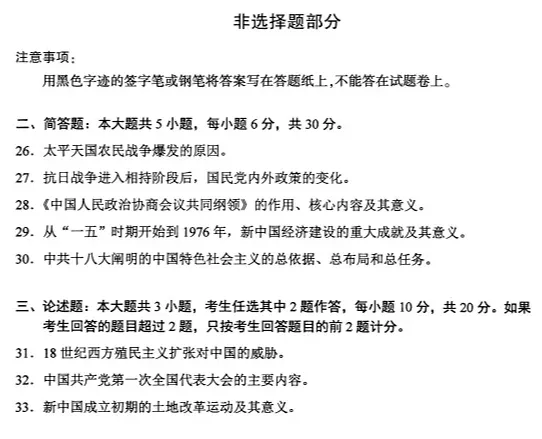 非选择题部分
注意事项：
用黑色字迹的签字笔或钢笔将答案写在答题纸上,不能答在试题卷上。
二、简答题：本大题共5小题，每小题6分，共30分。
26．太平天国农民战争爆发的原因。
27．抗日战争进入相持阶段后，国民党内外政策的变化。
28．《中国人民政治协商会议共同纲领》的作用、核心内容及其意义。
29．从“一五”时期开始到1976年，新中国经济建设的重大成就及其意义。
30．中共十八大阐明的中国特色社会主义的总依据、总布局和总任务。
三、论述题：本大题共3小题，考生任选其中2题作答，每小题10分，共20分。如果
考生回答的题目超过2题，只按考生回答题目的前2题计分。
31．18世纪西方殖民主义扩张对中国的威胁。
32．中国共产党第一次全国代表大会的主要内容。
33．新中国成立初期的土地改革运动及其意义。